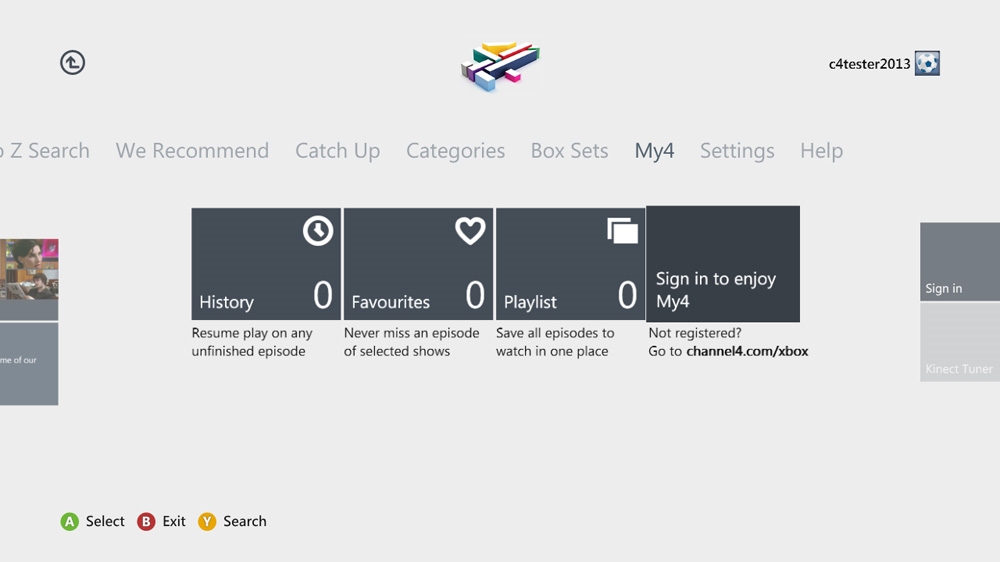 c4tester2013
o Z Search We Recommend Catch Up Categories Box Sets My4 Settings Help
History 0
Resume play on any
unfinished episode
Favourites 0
Never miss an episode
of selected shows
Playlist 0
Save all episodes to
watch in one place
Sign in to enjoy
My4
Not registered?
Go to channel4.com/xbox
me of our
Sign in
Kinect Tuner
A Select B Exit Y Search